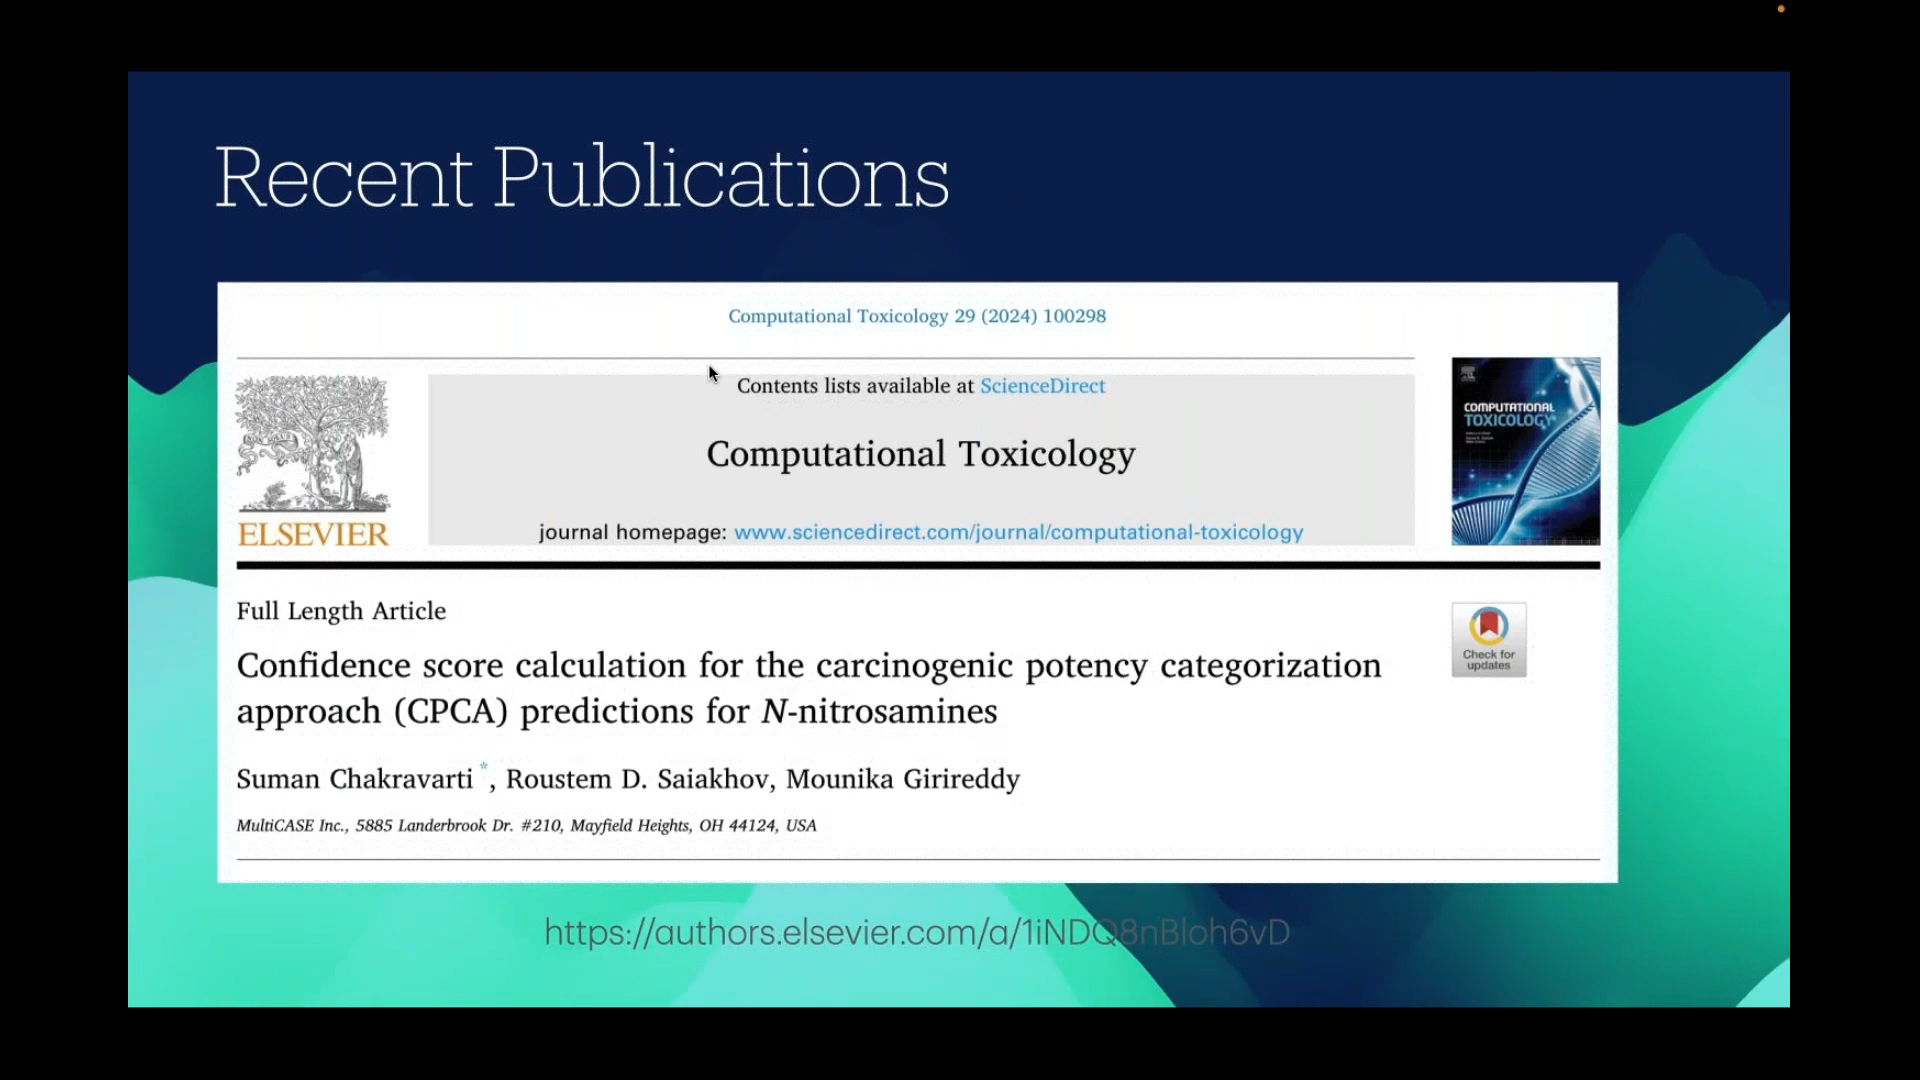 Recent Publications
Computational Toxicology 29 (2024) 100298
Contents lists available at ScienceDirect
Computational Toxicology
journal homepage: www.sciencedirect.com/journal/computational-toxicology
ELSEVIER
COMPUTATIONAL
TOXICOLOGY
Full Length Article
Check for
updates
Confidence score calculation for the carcinogenic potency categorization
approach (CPCA) predictions for N-nitrosamines
Suman Chakravarti *, Roustem D. Saiakhov, Mounika Girireddy
MultiCASE Inc., 5885 Landerbrook Dr. #210, Mayfield Heights, OH 44124, USA
https://authors.elsevier.com/a/1iNDQ8nBloh6vD